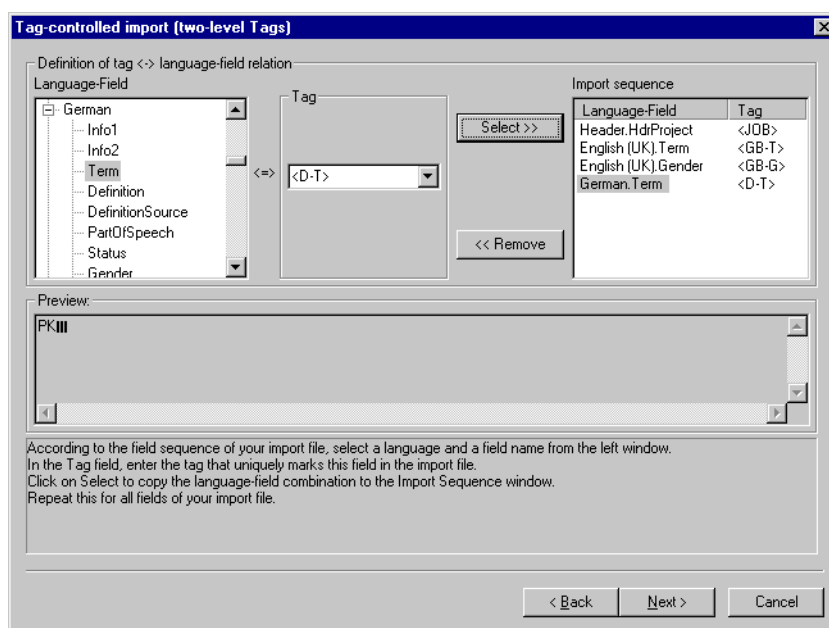 Tag-controlled import (two-level Tags)
Definition of tag <-> language-field relation
Language-Field
German
Info1
Info2
Term
Definition
DefinitionSource
PartOfSpeech
Status
Gender
<=>
Tag
<D-T>
Select >>
<< Remove
Import sequence
Language-Field Tag
Header.HdrProject <JOB>
English (UK).Term <GB-T>
English (UK).Gender <GB-G>
German.Term <D-T>
Preview:
PK
According to the field sequence of your import file, select a language and a field name from the left window.
In the Tag field, enter the tag that uniquely marks this field in the import file.
Click on Select to copy the language-field combination to the Import Sequence window.
Repeat this for all fields of your import file.
< Back
Next >
Cancel